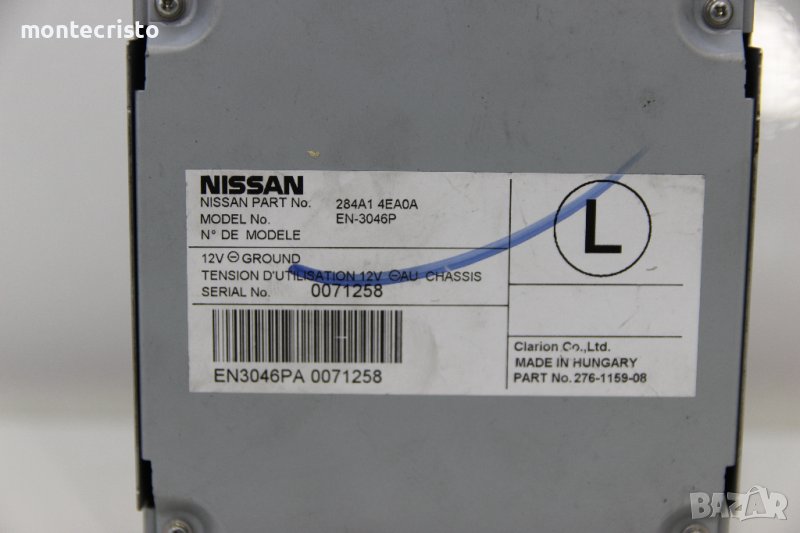 montecristo
NISSAN
NISSAN PART No. 284A1 4EA0A
MODEL No. EN-3046P
N° DE MODELE
L
12V ⊖ GROUND
TENSION D'UTILISATION 12V ⊖AU CHASSIS
SERIAL No. 0071258
EN3046PA 0071258
Clarion Co.,Ltd.
MADE IN HUNGARY
PART No. 276-1159-08
BAZAR